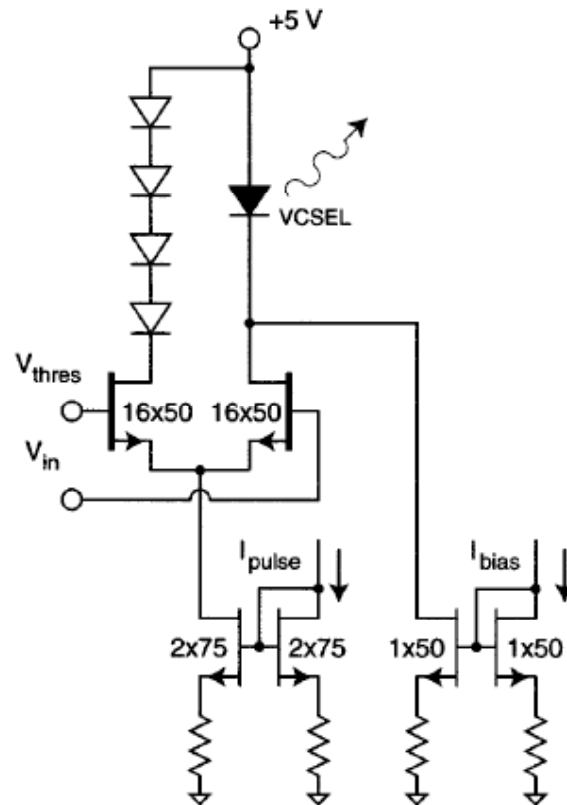 +5 V
VCSEL
V_thres
16x50 16x50
V_in
I_pulse I_bias
2x75 2x75 1x50 1x50